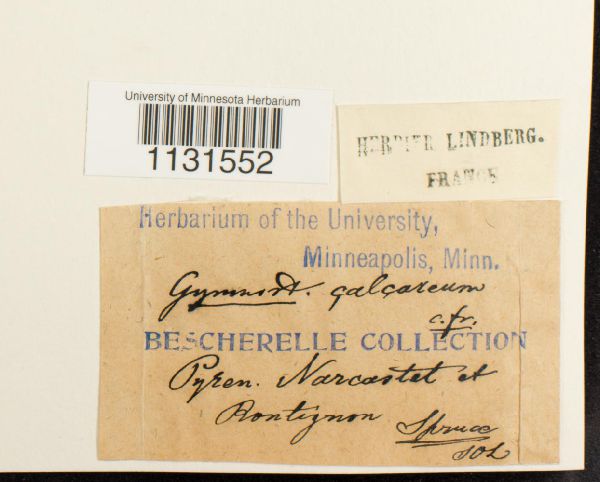 University of Minnesota Herbarium
1131552
HERBIER LINDBERG.
FRANCE
Herbarium of the University,
Minneapolis, Minn.
Gymnost. calcareum
c. fr.
BESCHERELLE COLLECTION
Pyren. Narcastet et
Rontignon Spruce